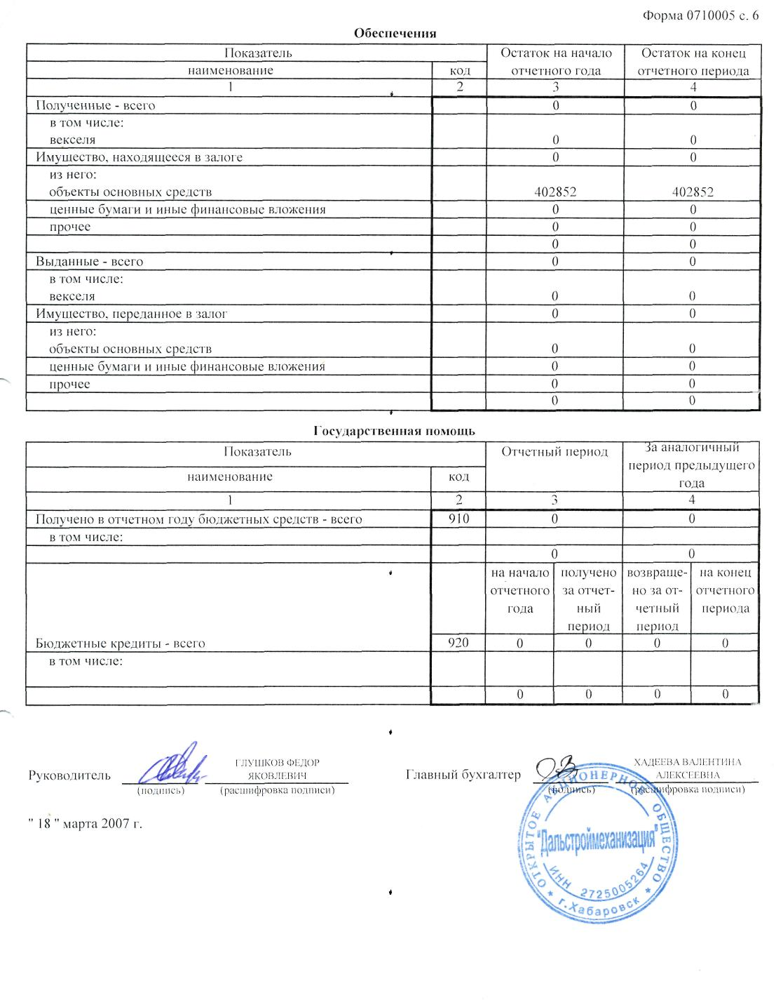 Форма 0710005 с. 6
Обеспечения
Показатель Остаток на начало отчетного года Остаток на конец отчетного периода
наименование код
1 2 3 4
Полученные - всего 0 0
в том числе:
векселя 0 0
Имущество, находящееся в залоге 0 0
из него:
объекты основных средств 402852 402852
ценные бумаги и иные финансовые вложения 0 0
прочее 0 0
0 0
Выданные - всего 0 0
в том числе:
векселя 0 0
Имущество, переданное в залог 0 0
из него:
объекты основных средств 0 0
ценные бумаги и иные финансовые вложения 0 0
прочее 0 0
0 0
Государственная помощь
Показатель Отчетный период За аналогичный период предыдущего года
наименование код
1 2 3 4
Получено в отчетном году бюджетных средств - всего 910 0 0
в том числе:
0 0
на начало получено возвраще- на конец
отчетного за отчет- но за от- отчетного
года ный четный периода
период период
Бюджетные кредиты - всего 920 0 0 0 0
в том числе:
0 0 0 0
Руководитель ГЛУШКОВ ФЕДОР ЯКОВЛЕВИЧ
(подпись) (расшифровка подписи)
Главный бухгалтер ХАДЕЕВА ВАЛЕНТИНА АЛЕКСЕЕВНА
(подпись) (расшифровка подписи)
" 18 " марта 2007 г.
ОТКРЫТОЕ АКЦИОНЕРНОЕ ОБЩЕСТВО
"Дальстроймеханизация"
ИНН 2725005264
* г.Хабаровск *